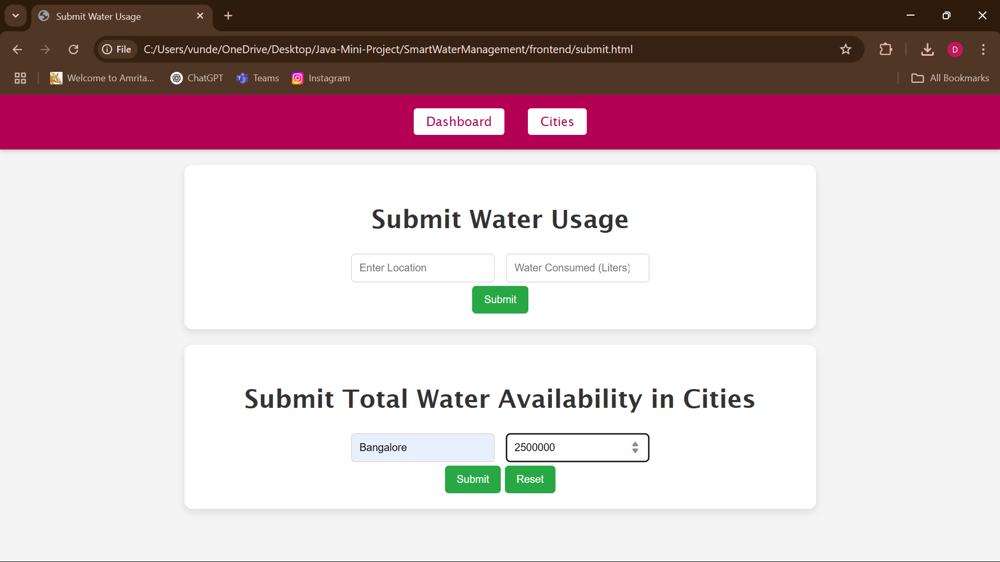 Submit Water Usage
File
C:/Users/vunde/OneDrive/Desktop/Java-Mini-Project/SmartWaterManagement/frontend/submit.html
D
Welcome to Amrita...
ChatGPT
Teams
Instagram
All Bookmarks
Dashboard
Cities
Submit Water Usage
Enter Location
Water Consumed (Liters)
Submit
Submit Total Water Availability in Cities
Bangalore
2500000
Submit
Reset